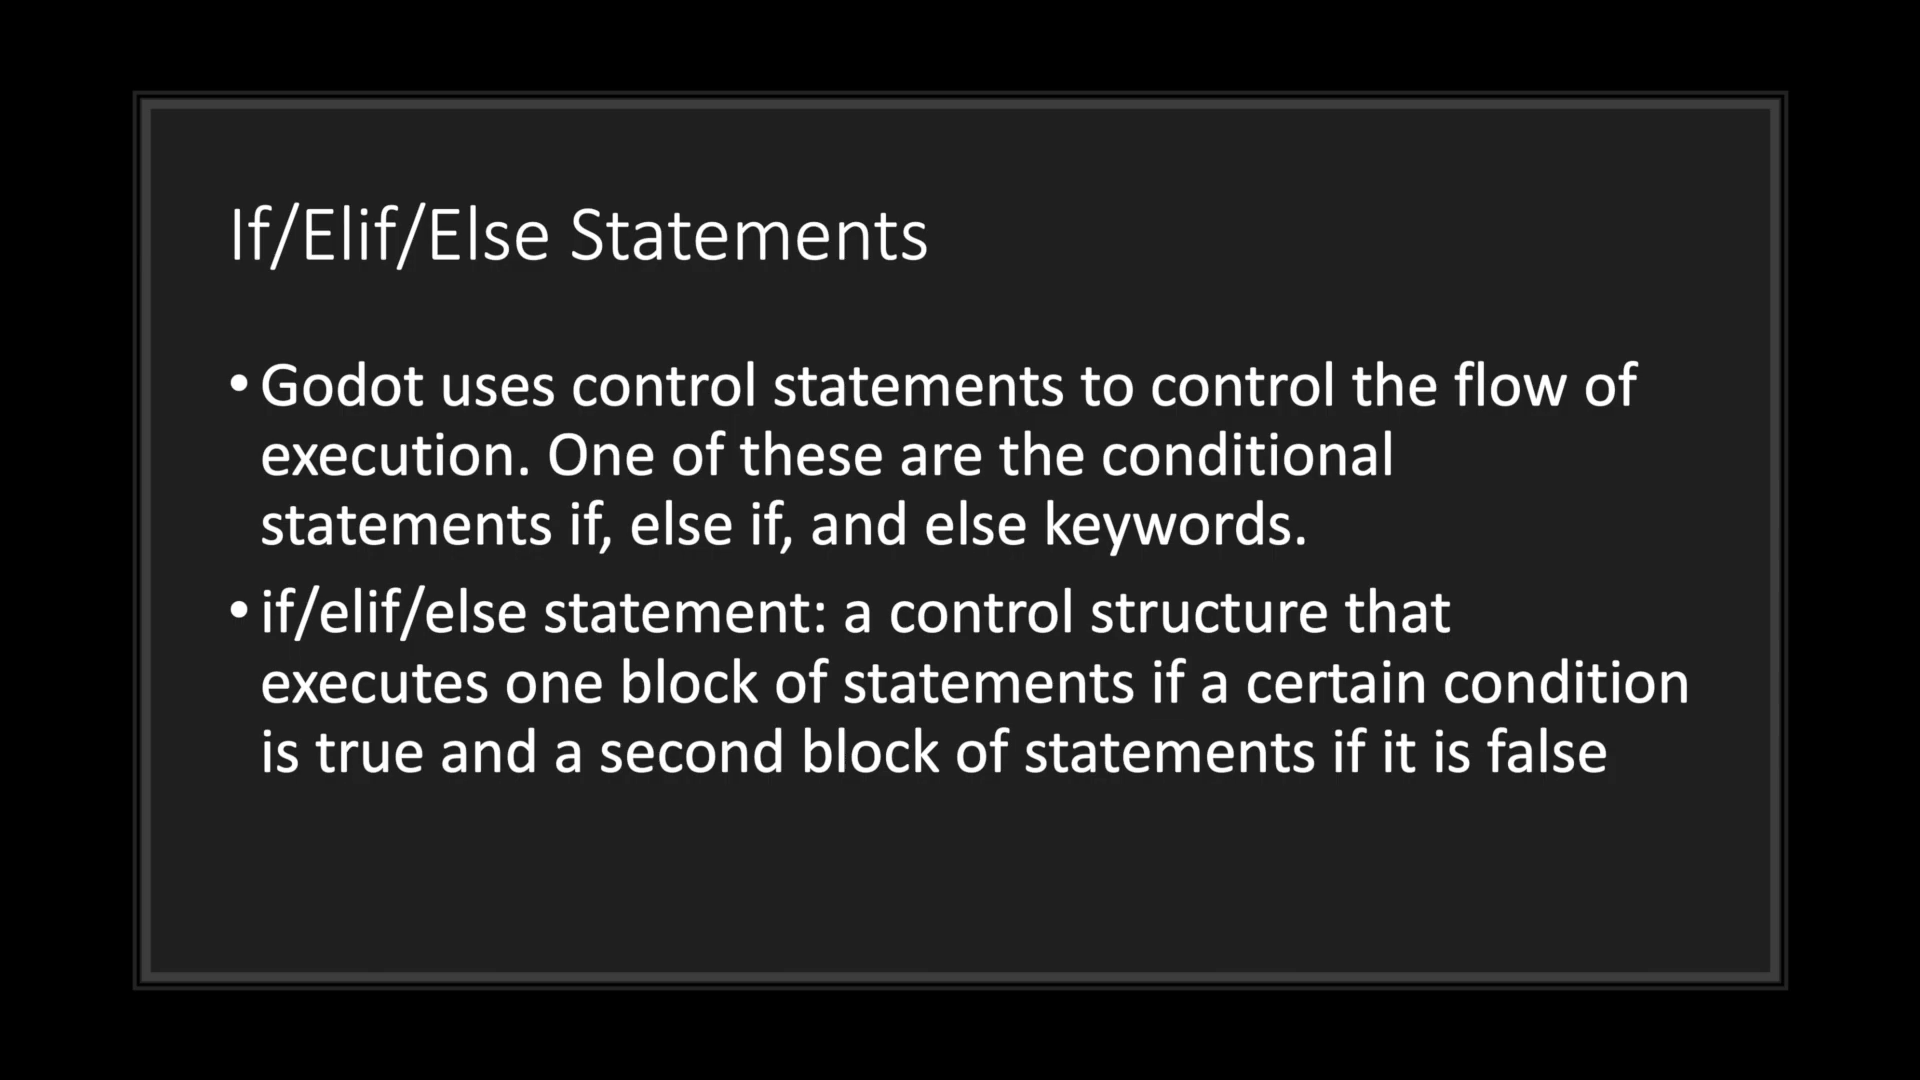 If/Elif/Else Statements
• Godot uses control statements to control the flow of
execution. One of these are the conditional
statements if, else if, and else keywords.
• if/elif/else statement: a control structure that
executes one block of statements if a certain condition
is true and a second block of statements if it is false